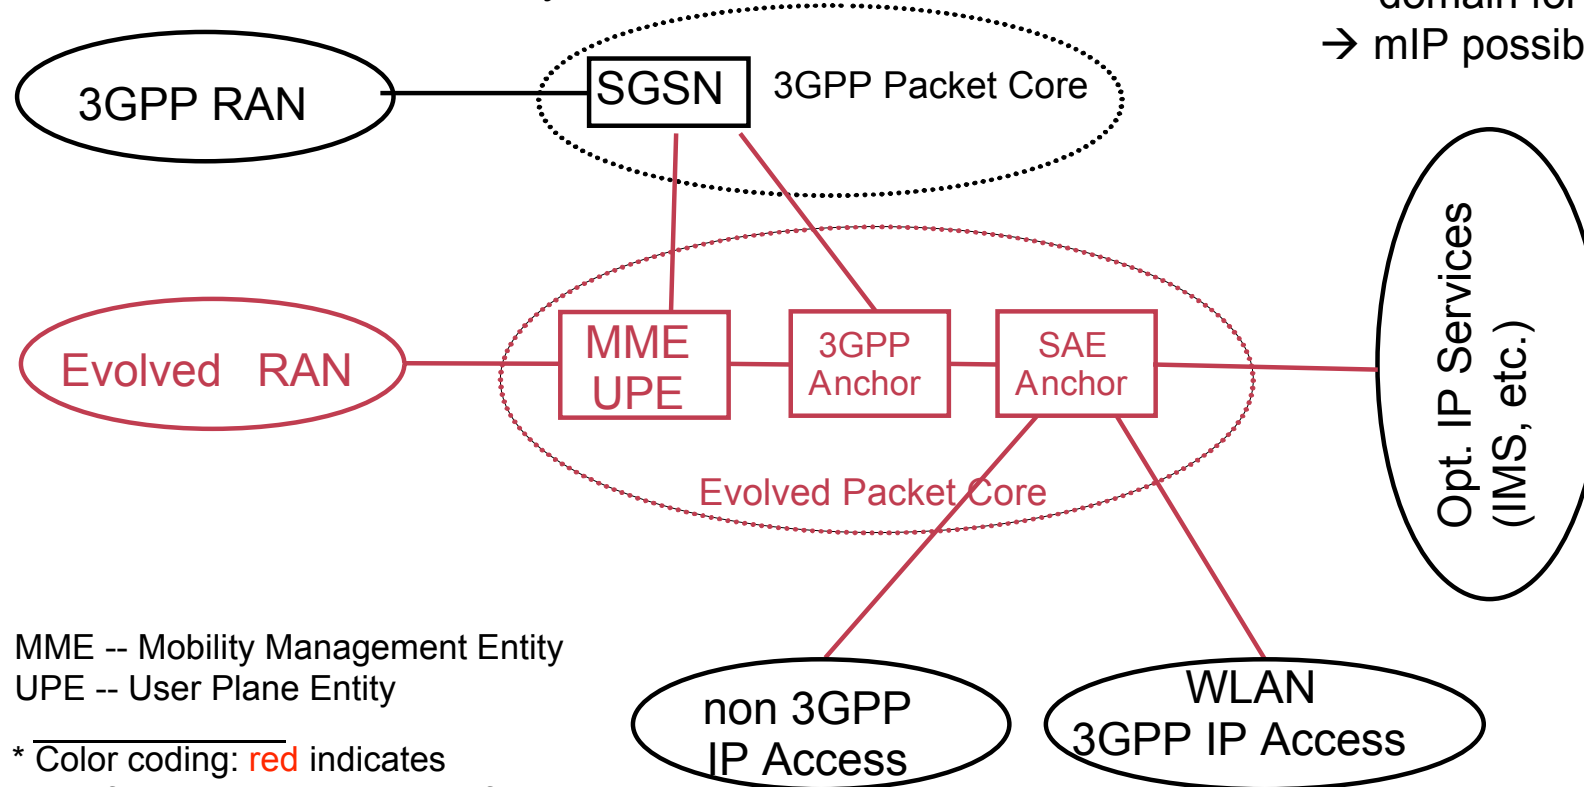 domain for
→ mIP possib
3GPP RAN
SGSN
3GPP Packet Core
Evolved RAN
MME
UPE
3GPP
Anchor
SAE
Anchor
Evolved Packet Core
Opt. IP Services
(IMS, etc.)
MME -- Mobility Management Entity
UPE -- User Plane Entity
non 3GPP
IP Access
WLAN
3GPP IP Access
* Color coding: red indicates